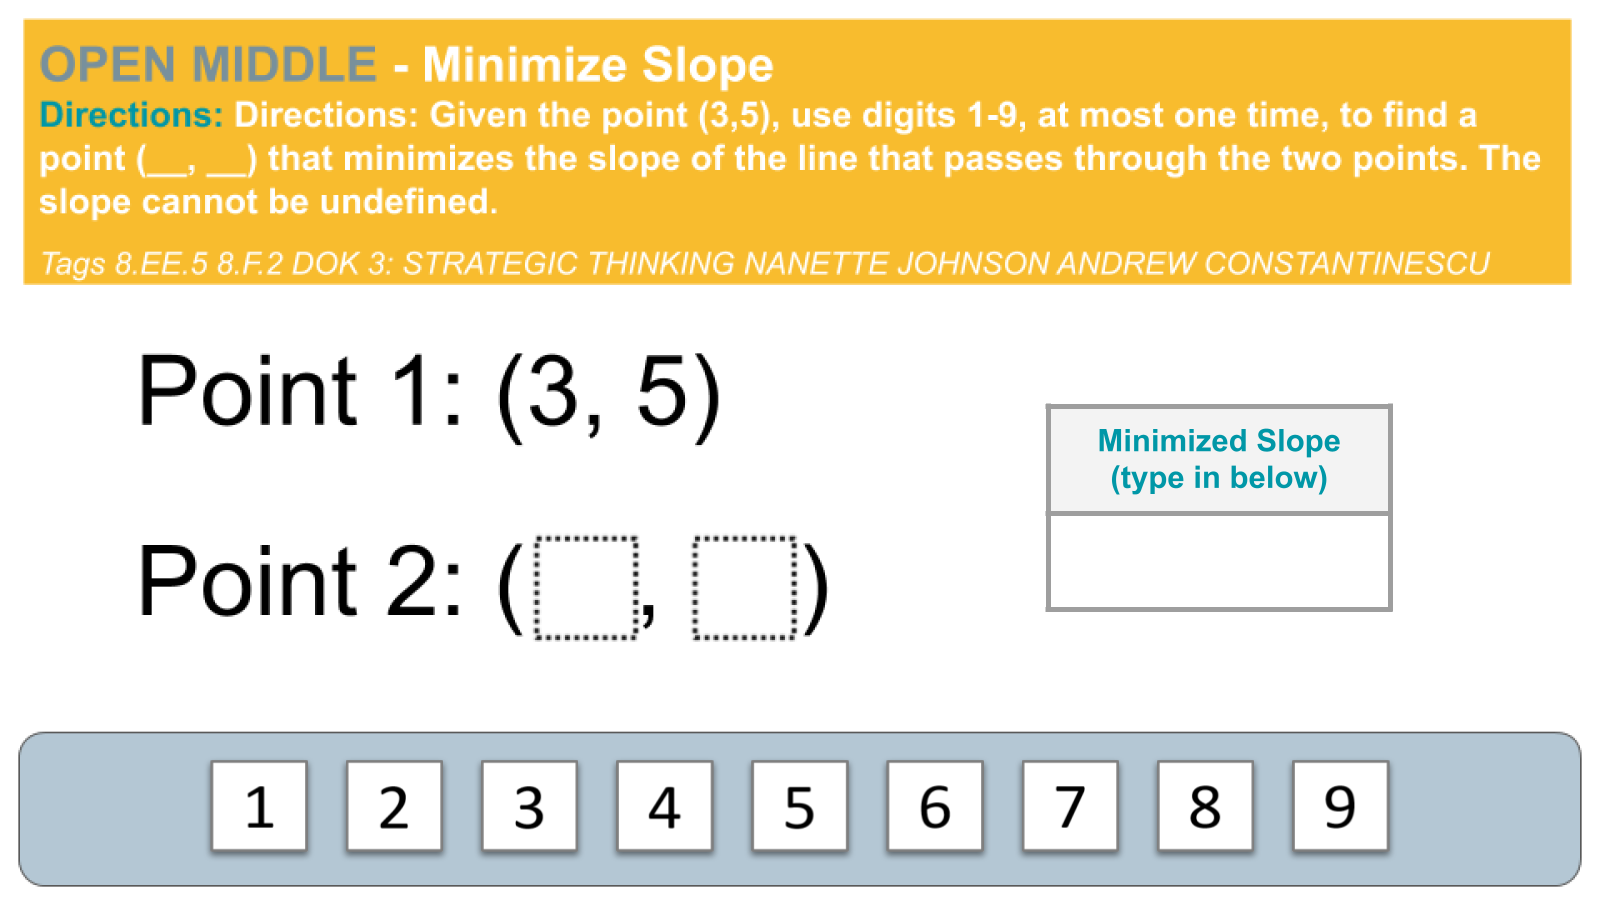 OPEN MIDDLE - Minimize Slope
Directions: Directions: Given the point (3,5), use digits 1-9, at most one time, to find a
point (__, __) that minimizes the slope of the line that passes through the two points. The
slope cannot be undefined.
Tags 8.EE.5 8.F.2 DOK 3: STRATEGIC THINKING NANETTE JOHNSON ANDREW CONSTANTINESCU
Point 1: (3, 5)
Minimized Slope
(type in below)
Point 2: ( , )
1 2 3 4 5 6 7 8 9